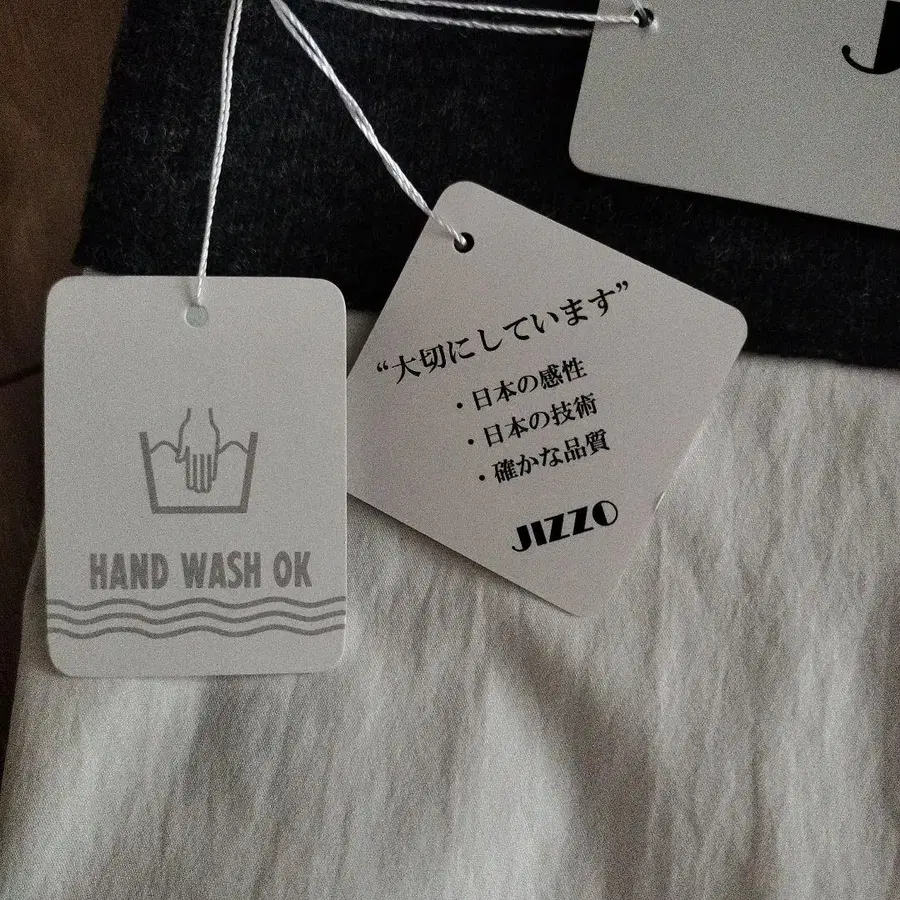 HAND WASH OK
“大切にしています”
・日本の感性
・日本の技術
・確かな品質
JIZZO
J